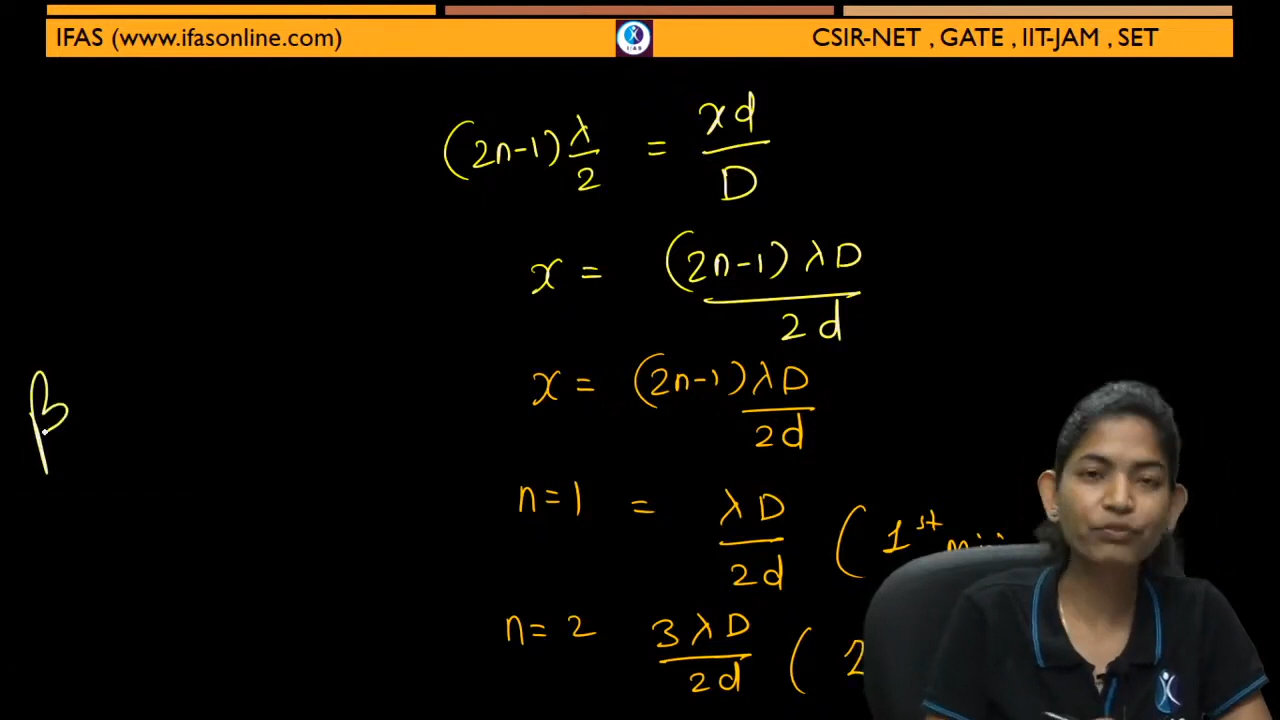 IFAS (www.ifasonline.com) CSIR-NET , GATE , IIT-JAM , SET
(2n-1) λ/2 = xd/D
x = (2n-1) λD / 2d
x = (2n-1) λD / 2d
β
n=1 = λD/2d (1st
n=2 3λD/2d ( 2